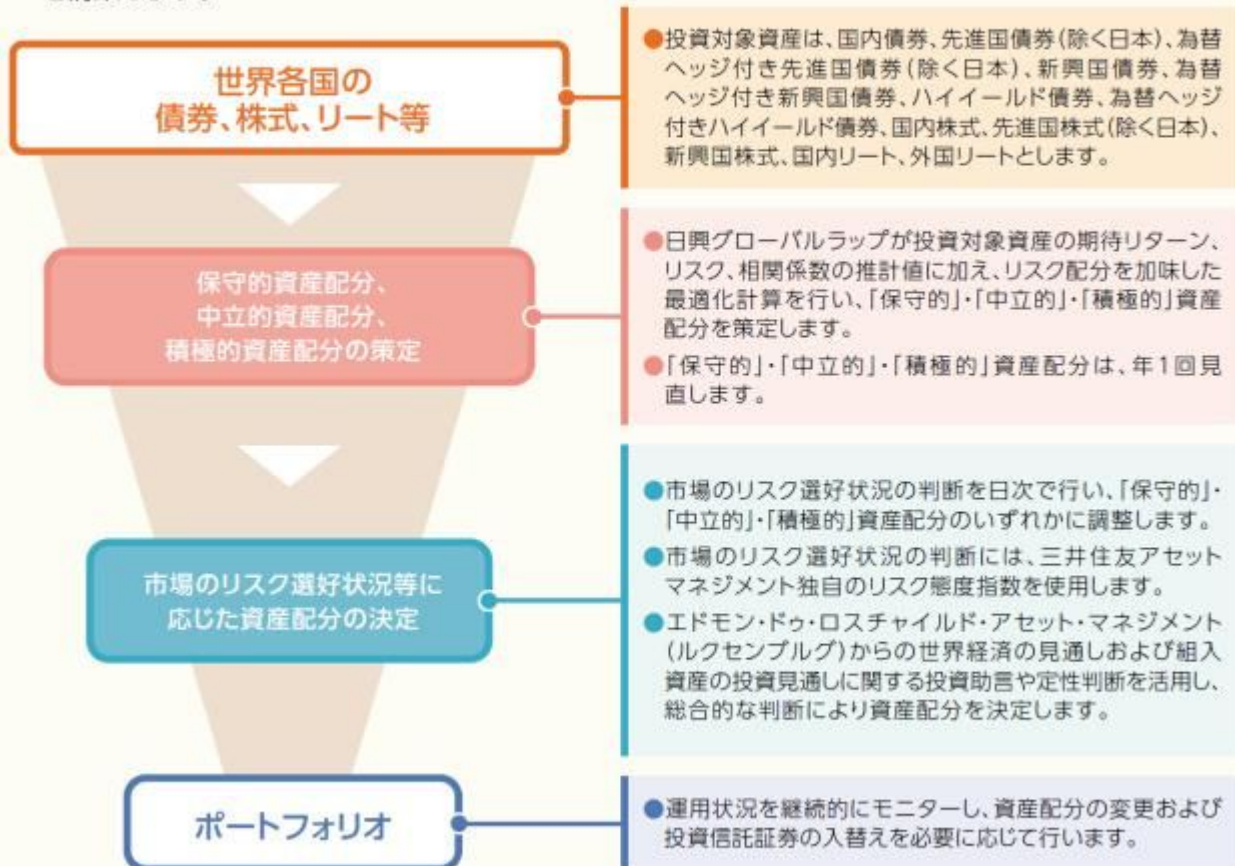 世界各国の
債券、株式、リート等
●投資対象資産は、国内債券、先進国債券(除く日本)、為替
ヘッジ付き先進国債券(除く日本)、新興国債券、為替
ヘッジ付き新興国債券、ハイイールド債券、為替ヘッジ
付きハイイールド債券、国内株式、先進国株式(除く日本)、
新興国株式、国内リート、外国リートとします。
保守的資産配分、
中立的資産配分、
積極的資産配分の策定
●日興グローバルラップが投資対象資産の期待リターン、
リスク、相関係数の推計値に加え、リスク配分を加味した
最適化計算を行い、「保守的」・「中立的」・「積極的」資産
配分を策定します。
●「保守的」・「中立的」・「積極的」資産配分は、年1回見
直します。
市場のリスク選好状況等に
応じた資産配分の決定
●市場のリスク選好状況の判断を日次で行い、「保守的」・
「中立的」・「積極的」資産配分のいずれかに調整します。
●市場のリスク選好状況の判断には、三井住友アセット
マネジメント独自のリスク態度指数を使用します。
●エドモン・ドゥ・ロスチャイルド・アセット・マネジメント
(ルクセンブルグ)からの世界経済の見通しおよび組入
資産の投資見通しに関する投資助言や定性判断を活用し、
総合的な判断により資産配分を決定します。
ポートフォリオ
●運用状況を継続的にモニターし、資産配分の変更および
投資信託証券の入替えを必要に応じて行います。